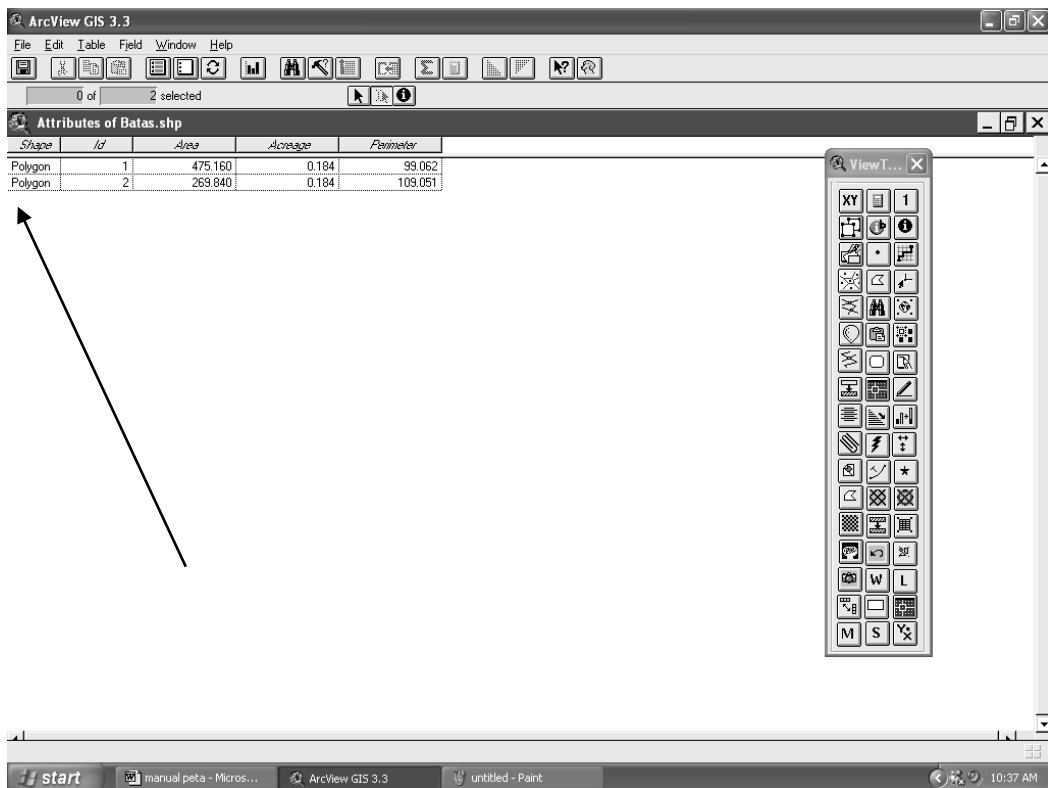 ArcView GIS 3.3
File Edit Table Field Window Help
0 of 2 selected
Attributes of Batas.shp
Shape Id Area Acreage Perimeter
Polygon 1 475.160 0.184 99.062
Polygon 2 269.840 0.184 109.051
ViewT...
XY 1
W L
M S Y X
start manual peta - Micros... ArcView GIS 3.3 untitled - Paint 10:37 AM